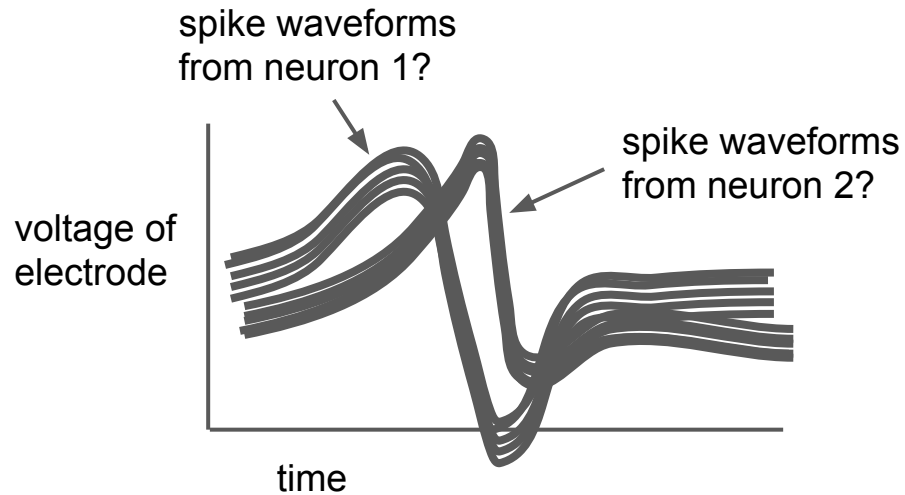 spike waveforms
from neuron 1?
spike waveforms
from neuron 2?
voltage of
electrode
time